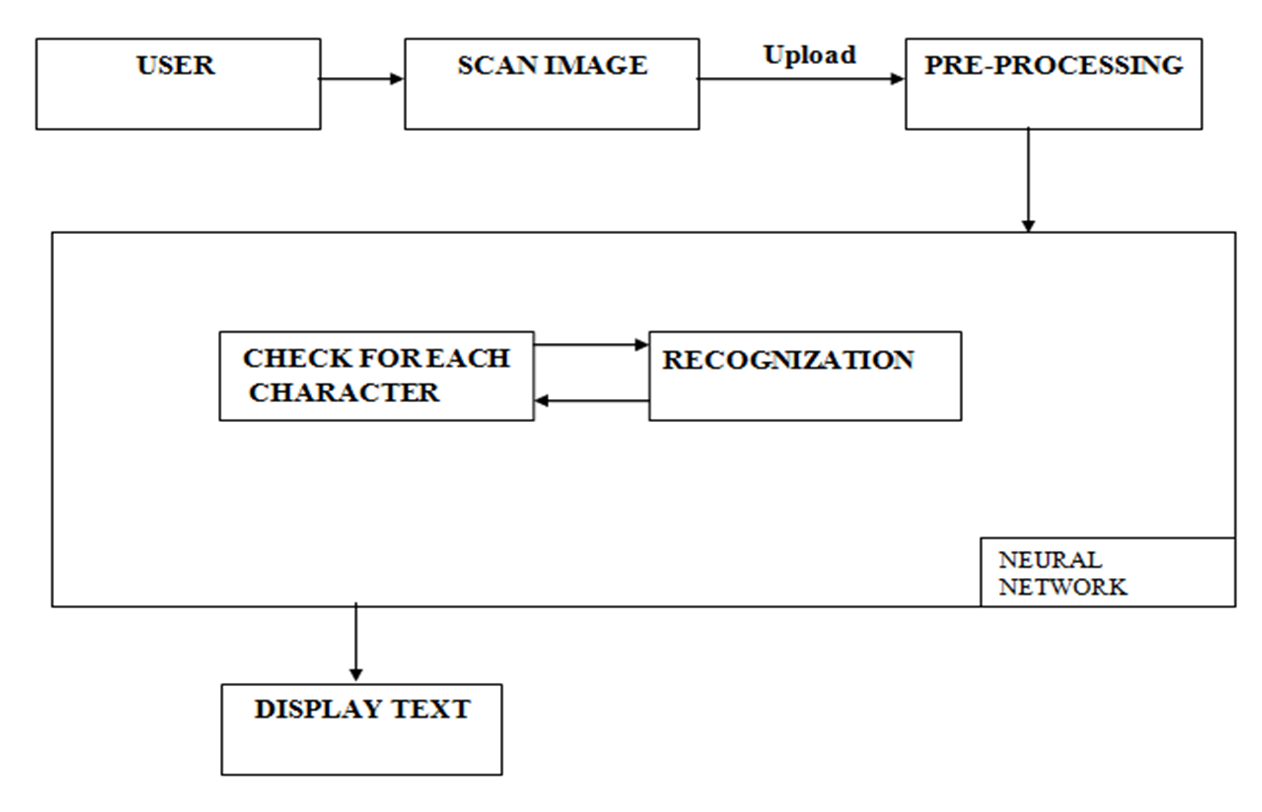 USER
SCAN IMAGE
Upload
PRE-PROCESSING
CHECK FOR EACH
CHARACTER
RECOGNIZATION
NEURAL
NETWORK
DISPLAY TEXT